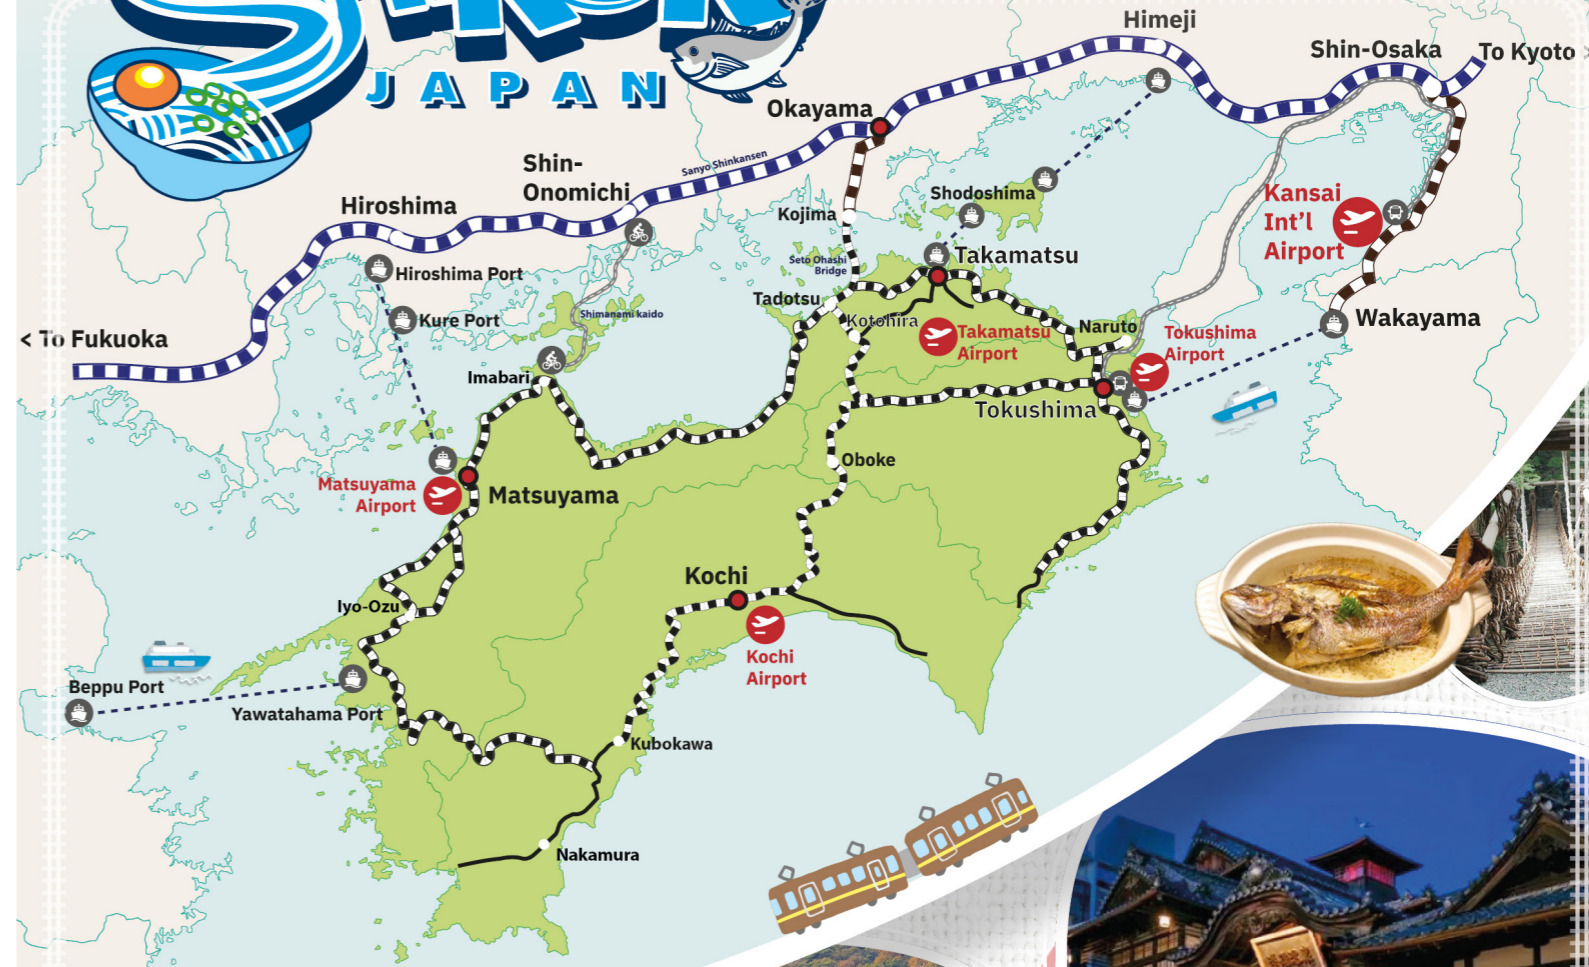 JAPAN
Himeji
Shin-Osaka
To Kyoto >
Okayama
Sanyo Shinkansen
Shin-
Onomichi
Hiroshima
Kojima
Shodoshima
Kansai
Int'l
Airport
Seto Ohashi
Bridge
Takamatsu
Hiroshima Port
Tadotsu
Kure Port
Shimanami kaido
Kotohira
Takamatsu
Airport
Naruto
Tokushima
Airport
Wakayama
< To Fukuoka
Imabari
Tokushima
Oboke
Matsuyama
Airport
Matsuyama
Kochi
Iyo-Ozu
Kochi
Airport
Beppu Port
Yawatahama Port
Kubokawa
Nakamura